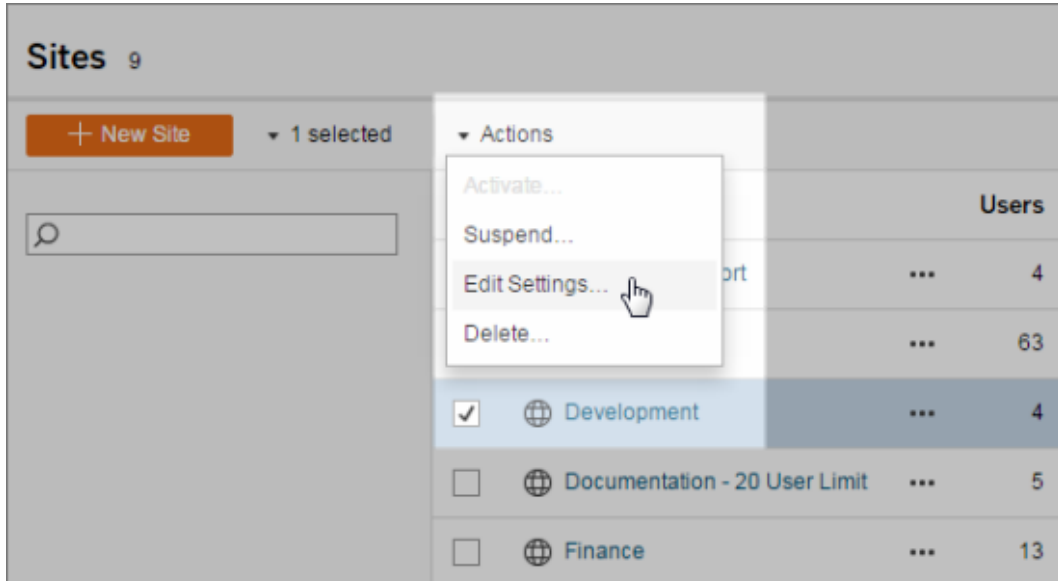 Sites 9
+ New Site
1 selected
Actions
Activate...
Suspend...
Edit Settings...
Delete...
Users
ort ... 4
... 63
Development ... 4
Documentation - 20 User Limit ... 5
Finance ... 13